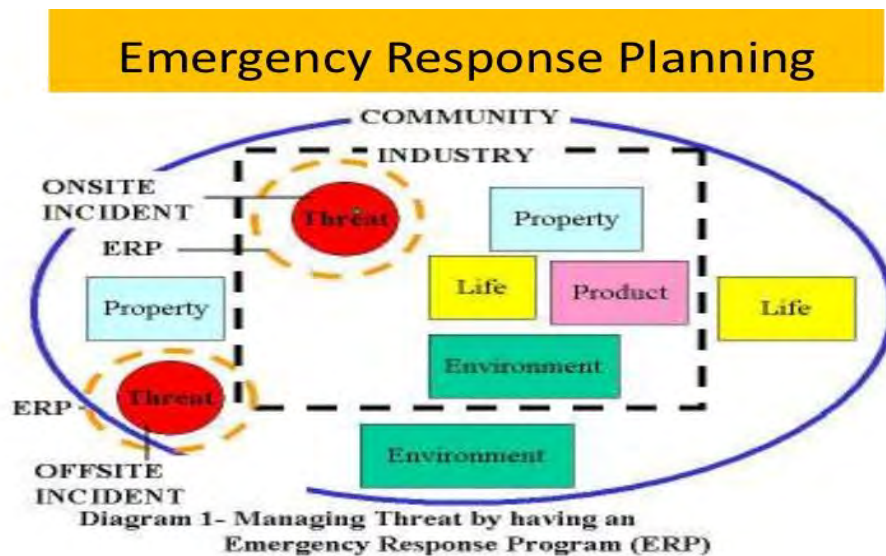 Emergency Response Planning
COMMUNITY
INDUSTRY
ONSITE
INCIDENT
Threat
Property
ERP
Life
Product
Life
Property
Environment
Threat
ERP
Environment
OFFSITE
INCIDENT
Diagram 1- Managing Threat by having an
Emergency Response Program (ERP)